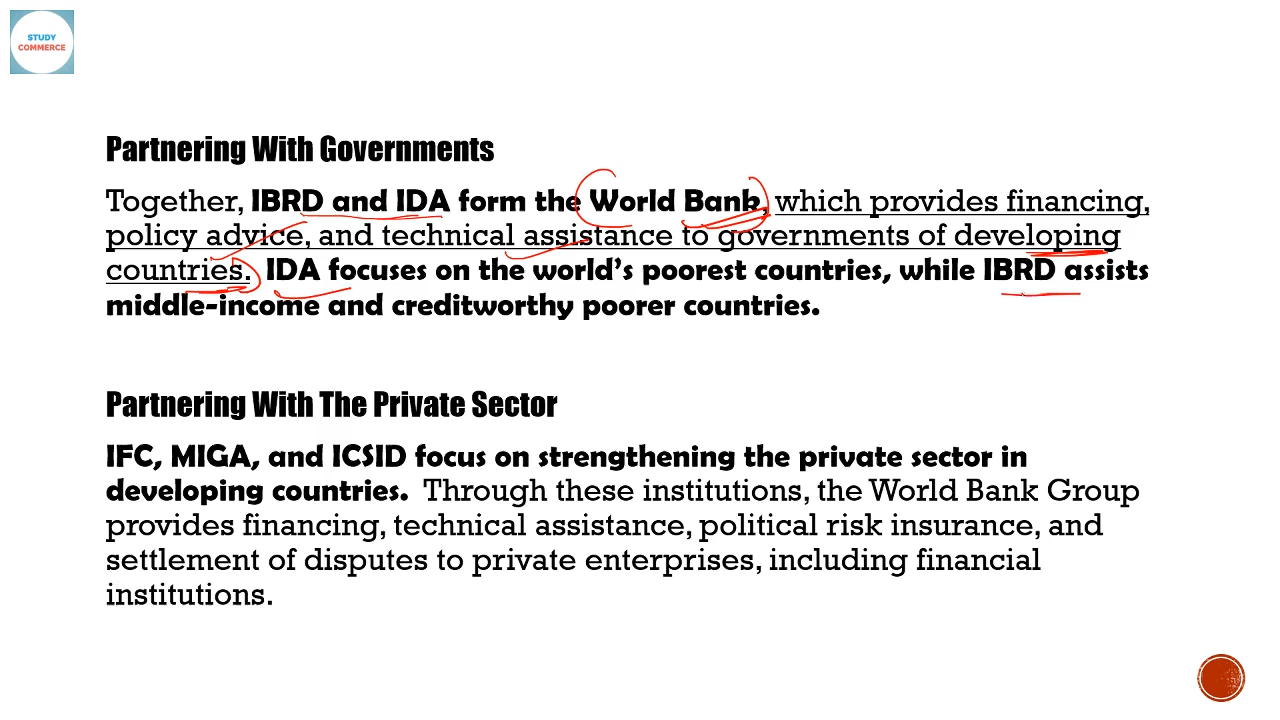 STUDY
COMMERCE
Partnering With Governments
Together, IBRD and IDA form the World Bank, which provides financing,
policy advice, and technical assistance to governments of developing
countries. IDA focuses on the world's poorest countries, while IBRD assists
middle-income and creditworthy poorer countries.
Partnering With The Private Sector
IFC, MIGA, and ICSID focus on strengthening the private sector in
developing countries. Through these institutions, the World Bank Group
provides financing, technical assistance, political risk insurance, and
settlement of disputes to private enterprises, including financial
institutions.